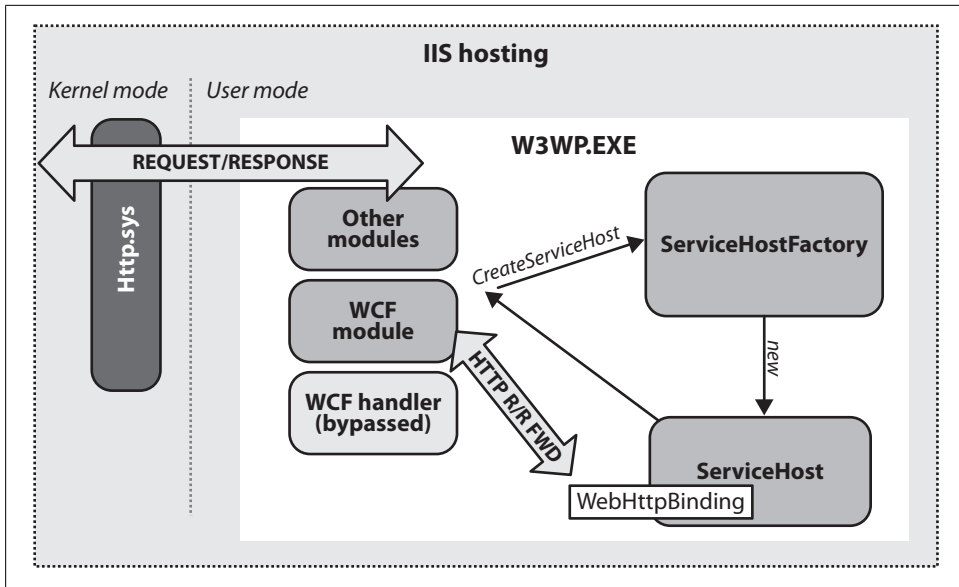 IIS hosting
Kernel mode
User mode
REQUEST/RESPONSE
W3WP.EXE
Http.sys
Other
modules
CreateServiceHost
ServiceHostFactory
WCF
module
new
HTTP R/R FWD
WCF handler
(bypassed)
ServiceHost
WebHttpBinding